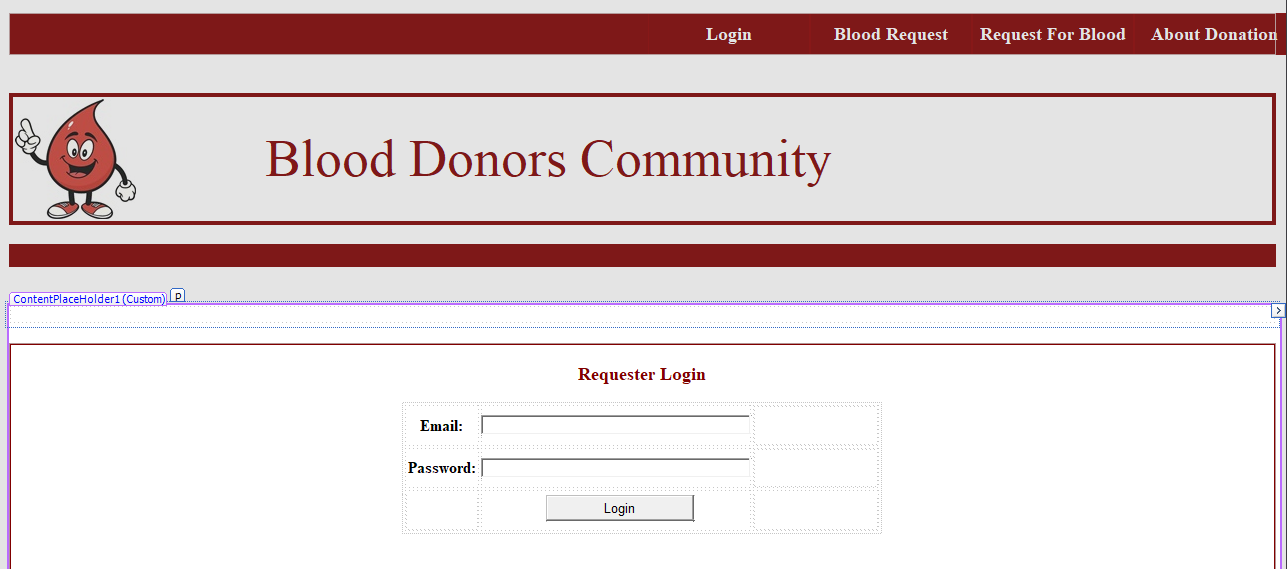 Login Blood Request Request For Blood About Donation
Blood Donors Community
ContentPlaceHolder1 (Custom) p
>
Requester Login
Email:
Password:
Login